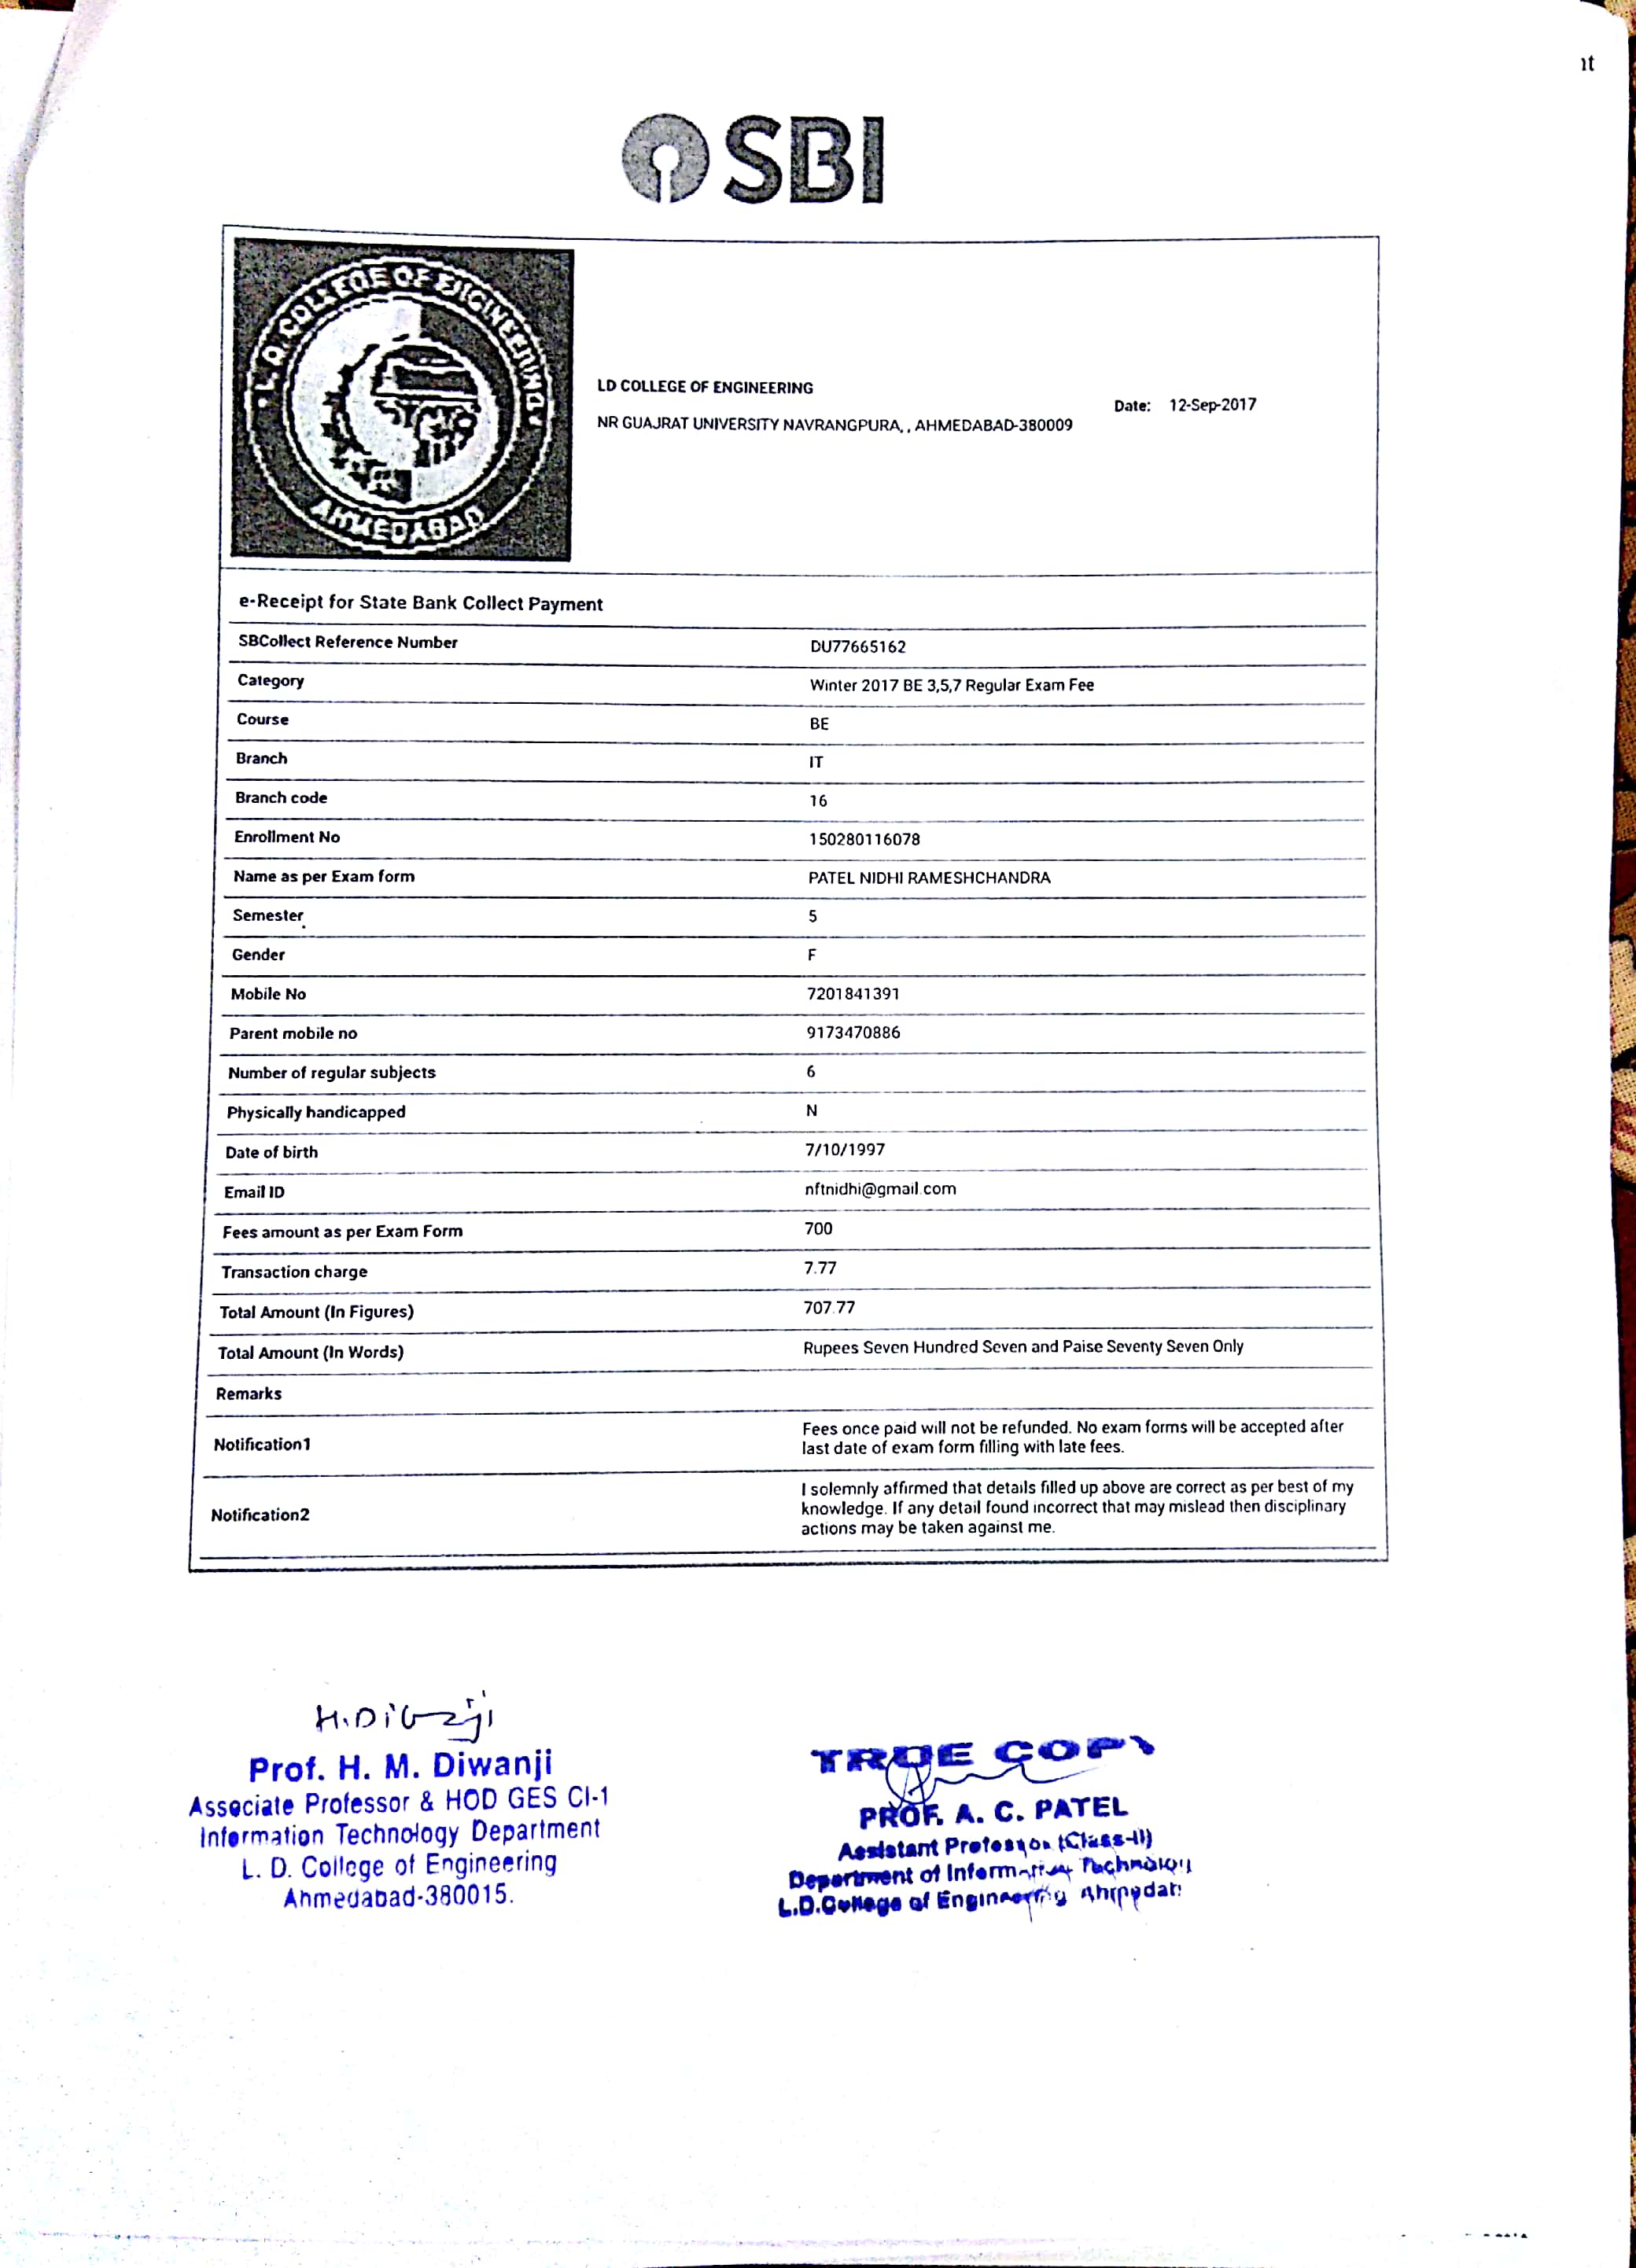 nt
SBI
L. D. COLLEGE OF ENGINEERING
AHMEDABAD
LD COLLEGE OF ENGINEERING
NR GUAJRAT UNIVERSITY NAVRANGPURA, , AHMEDABAD-380009
Date: 12-Sep-2017
e-Receipt for State Bank Collect Payment
SBCollect Reference Number DU77665162
Category Winter 2017 BE 3,5,7 Regular Exam Fee
Course BE
Branch IT
Branch code 16
Enrollment No 150280116078
Name as per Exam form PATEL NIDHI RAMESHCHANDRA
Semester 5
Gender F
Mobile No 7201841391
Parent mobile no 9173470886
Number of regular subjects 6
Physically handicapped N
Date of birth 7/10/1997
Email ID nftnidhi@gmail.com
Fees amount as per Exam Form 700
Transaction charge 7.77
Total Amount (In Figures) 707.77
Total Amount (In Words) Rupees Seven Hundred Seven and Paise Seventy Seven Only
Remarks
Notification1 Fees once paid will not be refunded. No exam forms will be accepted after
last date of exam form filling with late fees.
Notification2 I solemnly affirmed that details filled up above are correct as per best of my
knowledge. If any detail found incorrect that may mislead then disciplinary
actions may be taken against me.
Prof. H. M. Diwanji
Associate Professor & HOD GES Cl-1
Information Technology Department
L. D. College of Engineering
Ahmedabad-380015.
TRUE COPY
PROF. A. C. PATEL
Assistant Professor (Class-II)
Department of Information Technology
L.D.College of Engineering